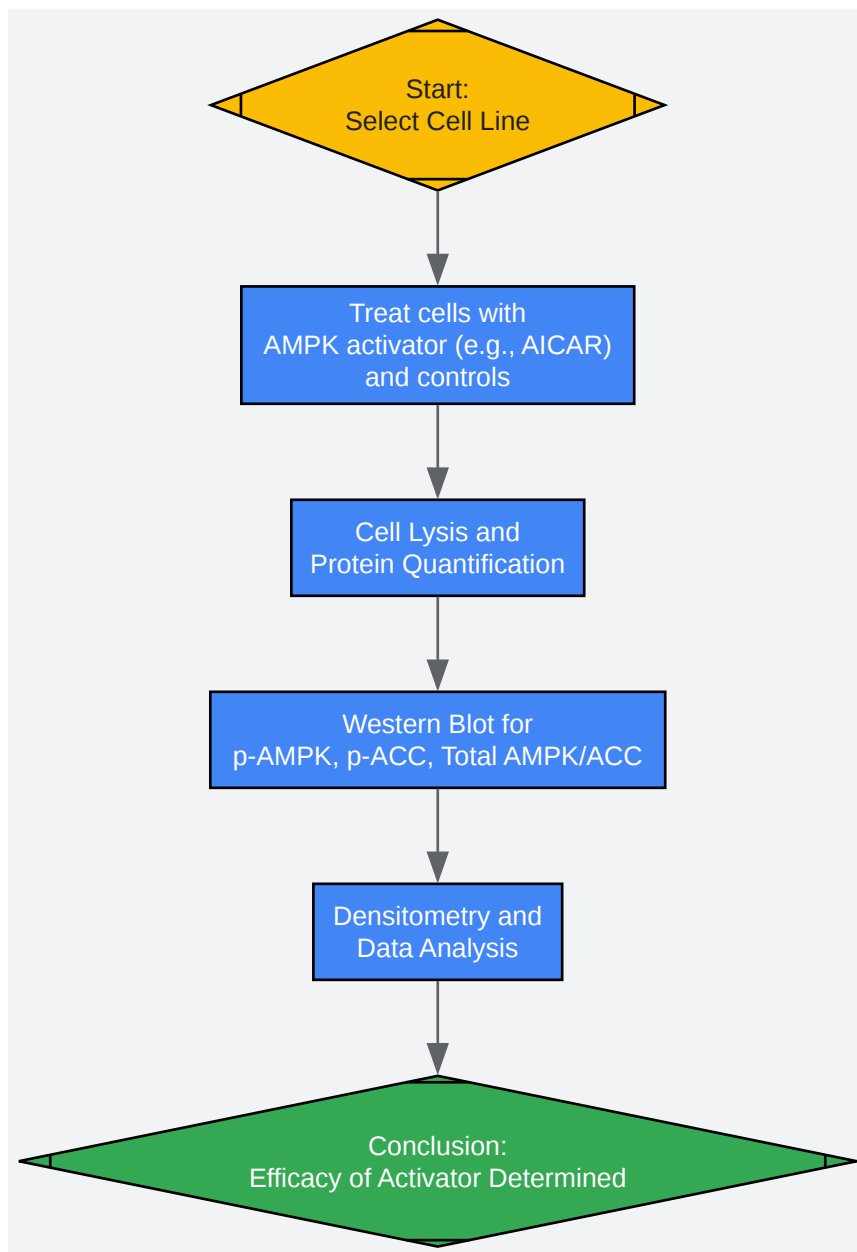 Start:
Select Cell Line
Treat cells with
AMPK activator (e.g., AICAR)
and controls
Cell Lysis and
Protein Quantification
Western Blot for
p-AMPK, p-ACC, Total AMPK/ACC
Densitometry and
Data Analysis
Conclusion:
Efficacy of Activator Determined